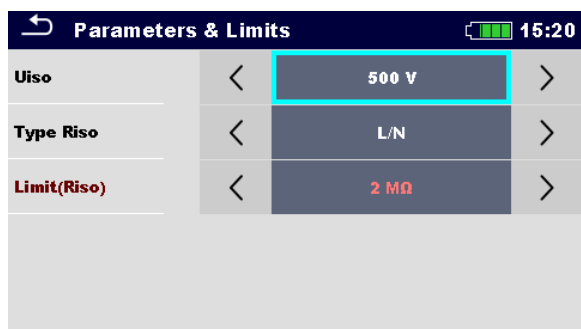 Parameters & Limits 15:20
Uiso 500 V
Type Riso L/N
Limit(Riso) 2 MΩ